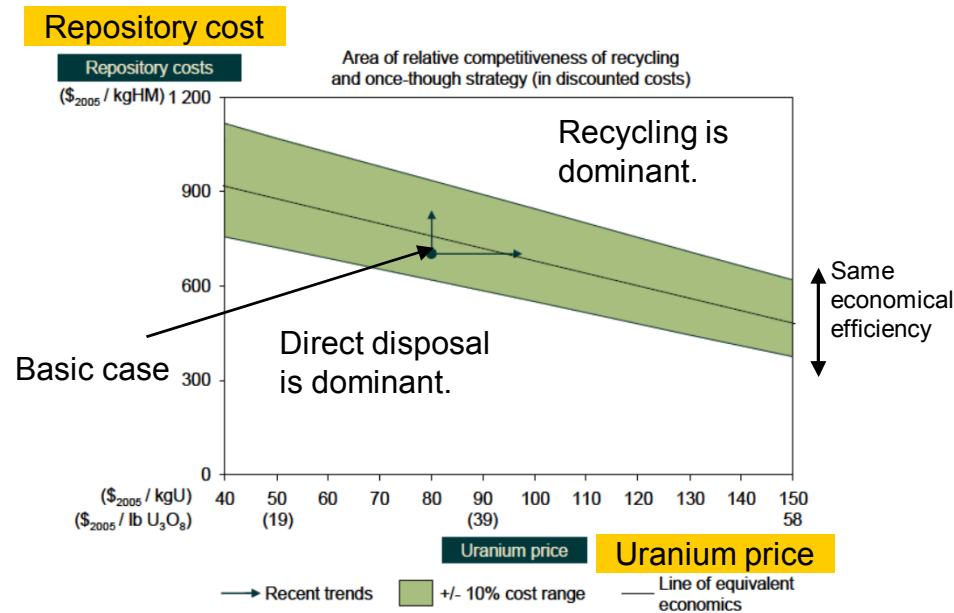 Repository cost
Repository costs
Area of relative competitiveness of recycling
and once-though strategy (in discounted costs)
($₂₀₀₅ / kgHM) 1 200
Recycling is
dominant.
900
600
Same
economical
efficiency
Direct disposal
is dominant.
Basic case
300
0
($₂₀₀₅ / kgU) 40 50 60 70 80 90 100 110 120 130 140 150
($₂₀₀₅ / lb U₃O₈) (19) (39) 58
Uranium price
Uranium price
Recent trends
+/- 10% cost range
Line of equivalent
economics